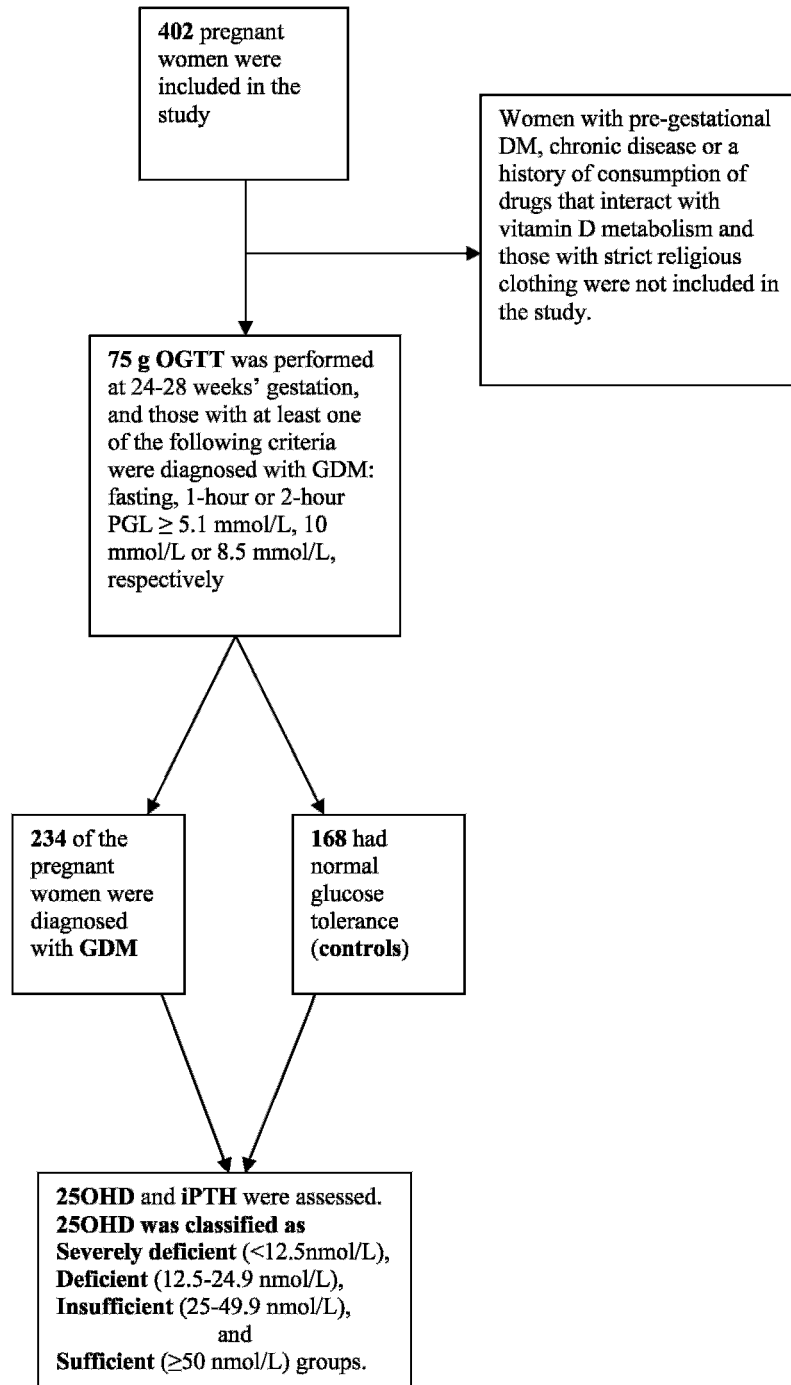 402 pregnant
women were
included in the
study
Women with pre-gestational
DM, chronic disease or a
history of consumption of
drugs that interact with
vitamin D metabolism and
those with strict religious
clothing were not included in
the study.
75 g OGTT was performed
at 24-28 weeks’ gestation,
and those with at least one
of the following criteria
were diagnosed with GDM:
fasting, 1-hour or 2-hour
PGL ≥ 5.1 mmol/L, 10
mmol/L or 8.5 mmol/L,
respectively
234 of the
pregnant
women were
diagnosed
with GDM
168 had
normal
glucose
tolerance
(controls)
25OHD and iPTH were assessed.
25OHD was classified as
Severely deficient (<12.5nmol/L),
Deficient (12.5-24.9 nmol/L),
Insufficient (25-49.9 nmol/L),
and
Sufficient (≥50 nmol/L) groups.